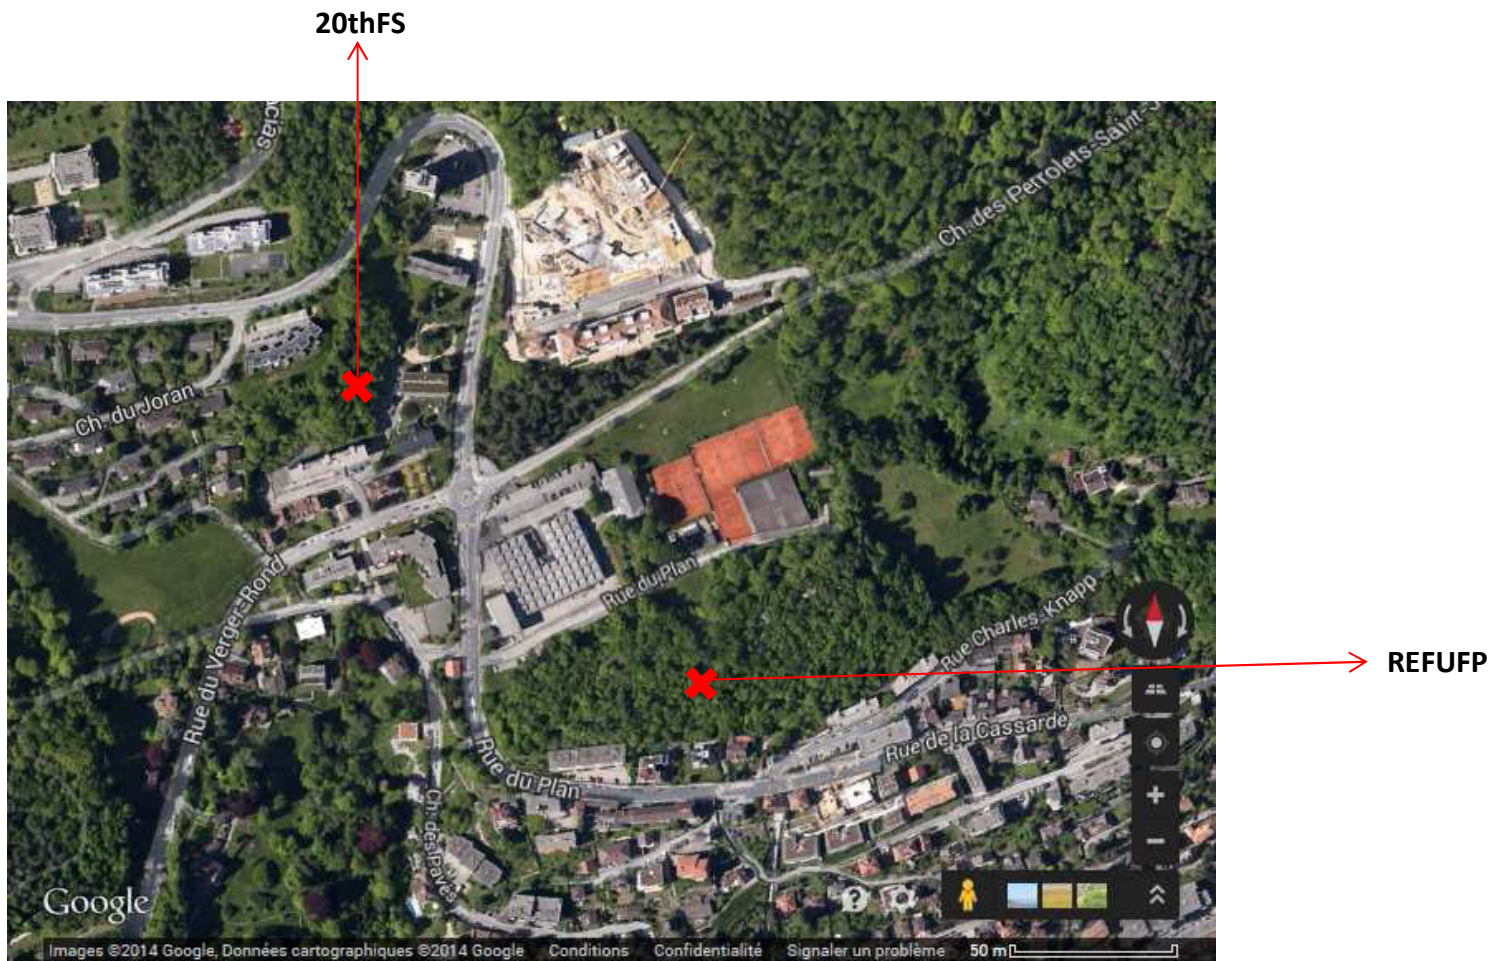 20thFS
cias
Ch. des Perrolets-Saint-J
Ch. du Joran
Rue du Verger-Rond
Rue du Plan
Rue Charles-Knapp
REFUFP
Rue de la Cassarde
Rue du Plan
Ch. des Pavés
Google
Images ©2014 Google, Données cartographiques ©2014 Google Conditions Confidentialité Signaler un problème 50 m